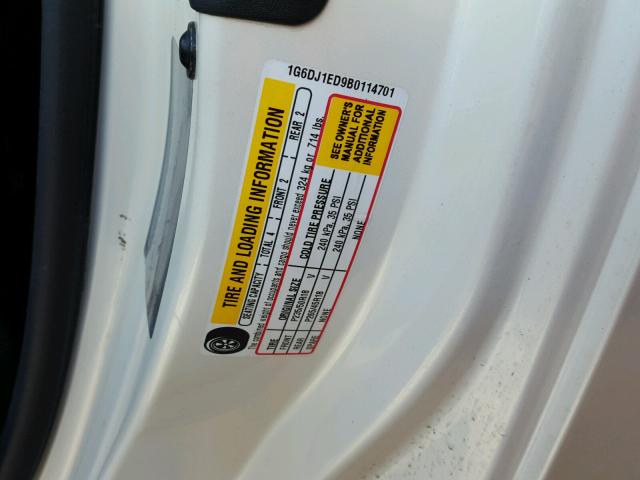 1G6DJ1ED9B0114701
TIRE AND LOADING INFORMATION
SEATING CAPACITY TOTAL 4 FRONT 2 REAR 2
The combined weight of occupants and cargo should never exceed 324 kg or 714 lbs.
TIRE ORIGINAL SIZE COLD TIRE PRESSURE
FRONT P235/50R18 V 240 kPa, 35 PSI
REAR P265/45R18 V 240 kPa, 35 PSI
SPARE NONE NONE
SEE OWNER'S
MANUAL FOR
ADDITIONAL
INFORMATION